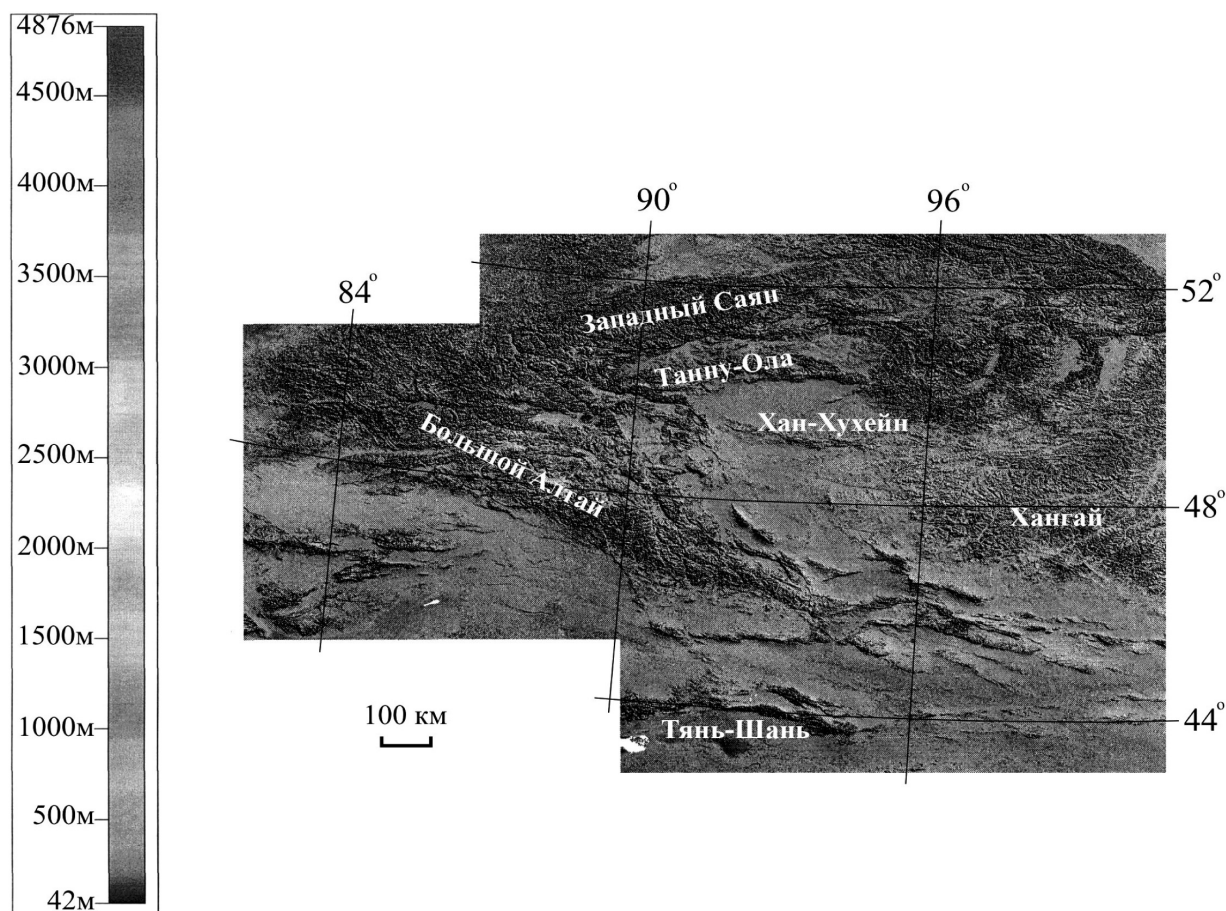 4876м
4500м
4000м
3500м
3000м
2500м
2000м
1500м
1000м
500м
42м
90°
96°
84°
52°
Западный Саян
Танну-Ола
Хан-Хухейн
Большой Алтай
48°
Хангай
100 км
44°
Тянь-Шань